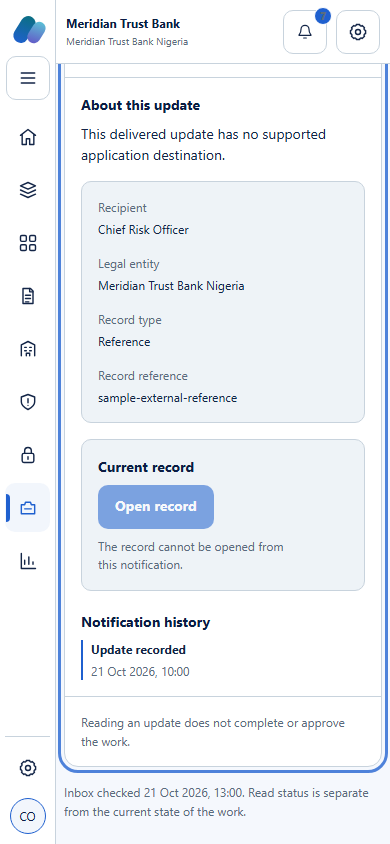 Meridian Trust Bank
Meridian Trust Bank Nigeria
About this update
This delivered update has no supported
application destination.
Recipient
Chief Risk Officer
Legal entity
Meridian Trust Bank Nigeria
Record type
Reference
Record reference
sample-external-reference
Current record
Open record
The record cannot be opened from
this notification.
Notification history
Update recorded
21 Oct 2026, 10:00
Reading an update does not complete or approve
the work.
CO
Inbox checked 21 Oct 2026, 13:00. Read status is separate
from the current state of the work.